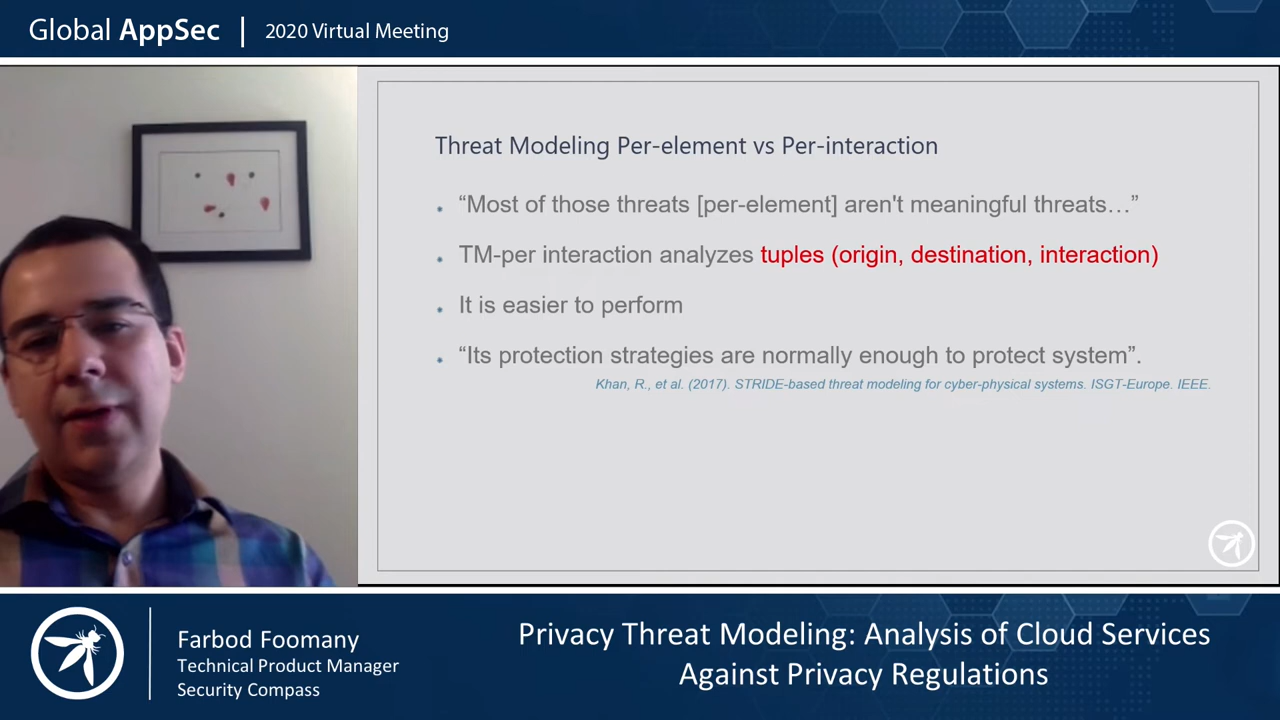 Global AppSec | 2020 Virtual Meeting
Threat Modeling Per-element vs Per-interaction
“Most of those threats [per-element] aren't meaningful threats…”
TM-per interaction analyzes tuples (origin, destination, interaction)
It is easier to perform
“Its protection strategies are normally enough to protect system”.
Khan, R., et al. (2017). STRIDE-based threat modeling for cyber-physical systems. ISGT-Europe. IEEE.
Farbod Foomany
Technical Product Manager
Security Compass
Privacy Threat Modeling: Analysis of Cloud Services
Against Privacy Regulations